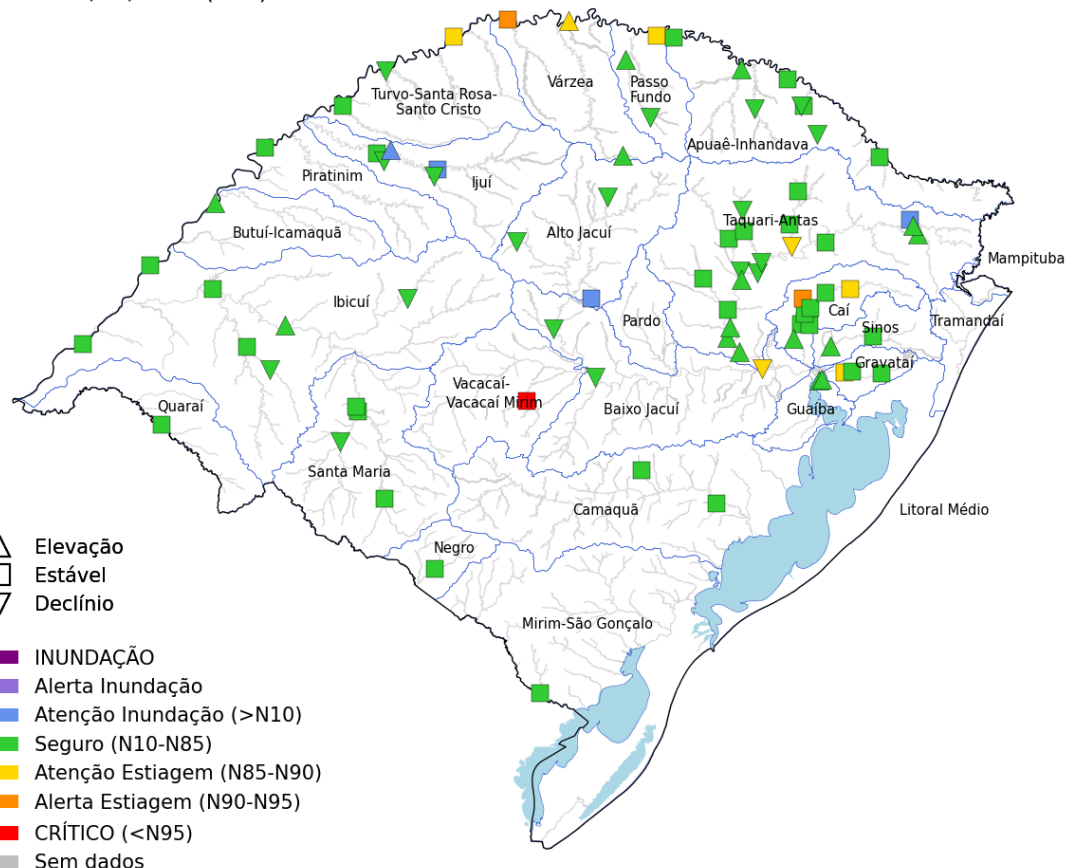 Várzea
Passo
Fundo
Turvo-Santa Rosa-
Santo Cristo
Apuaê-Inhandava
Piratinim
Ijuí
Taquari-Antas
Butuí-Icamaquã
Alto Jacuí
Mampituba
Ibicuí
Pardo
Caí
Sinos
Tramandaí
Gravataí
Vacacaí-
Vacacaí Mirim
Quaraí
Baixo Jacuí
Guaíba
Santa Maria
Camaquã
Litoral Médio
Negro
Mirim-São Gonçalo
Elevação
Estável
Declínio
INUNDAÇÃO
Alerta Inundação
Atenção Inundação (>N10)
Seguro (N10-N85)
Atenção Estiagem (N85-N90)
Alerta Estiagem (N90-N95)
CRÍTICO (<N95)
Sem dados